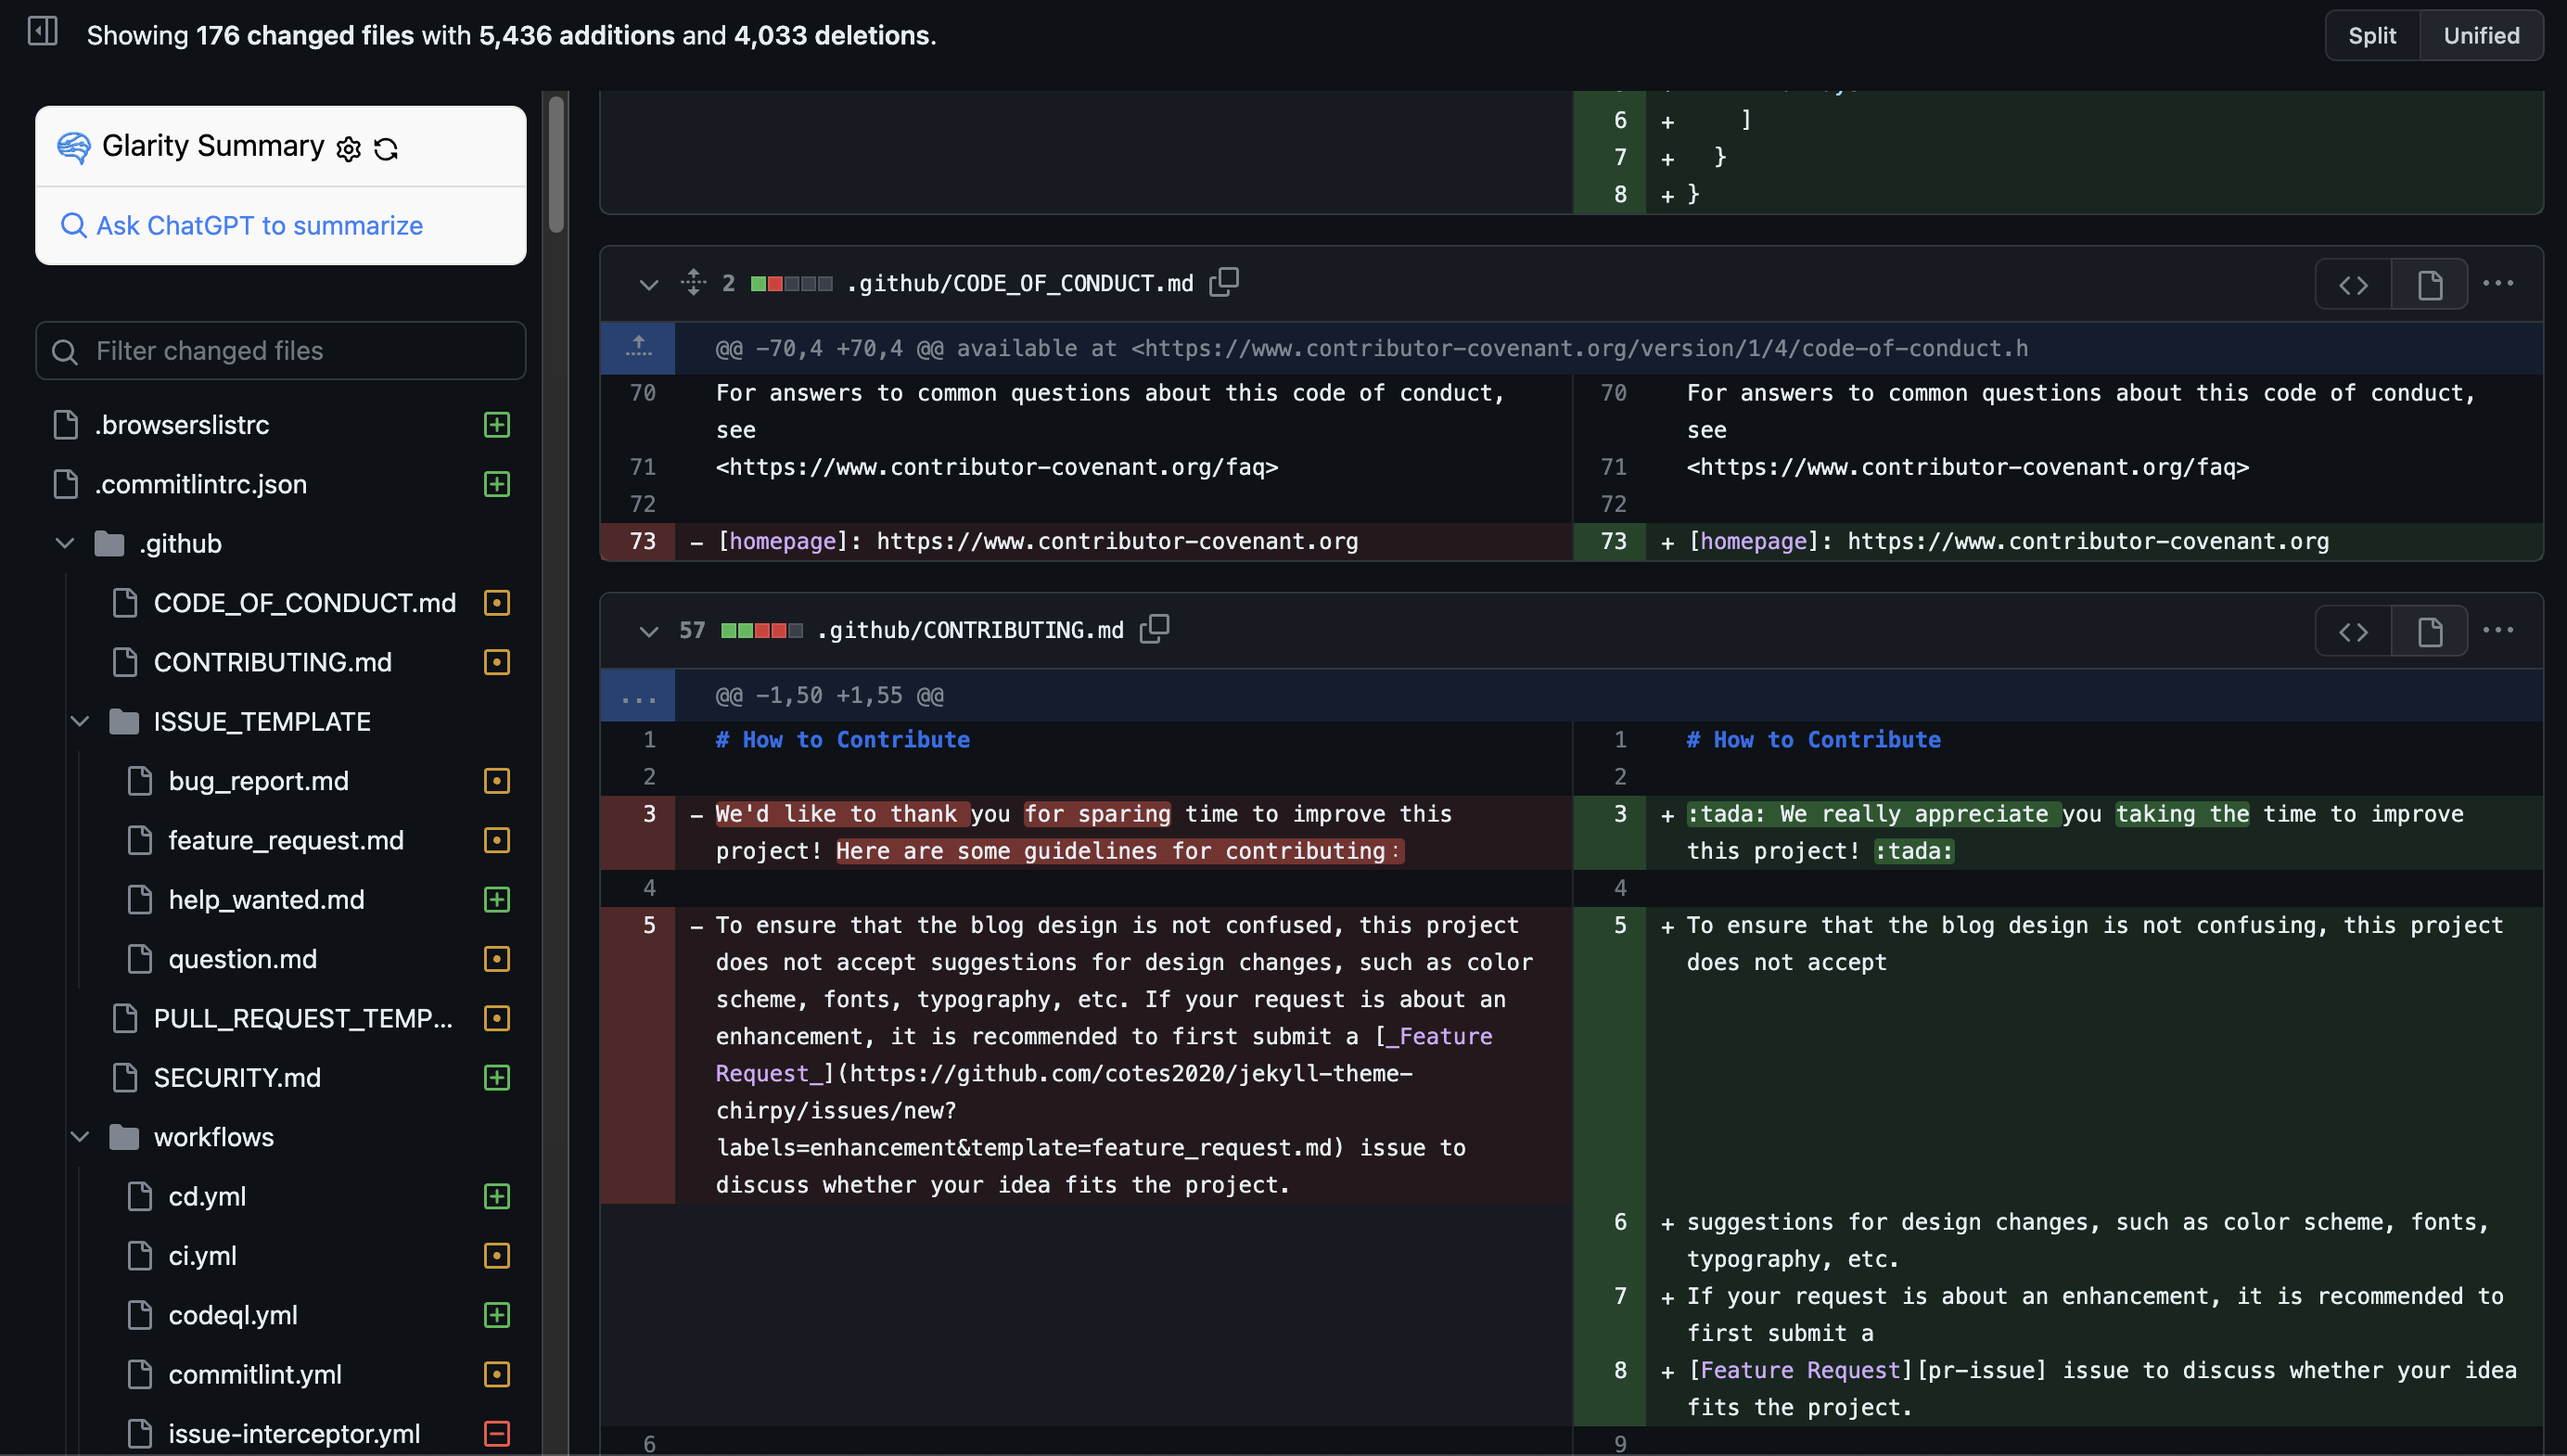 Showing 176 changed files with 5,436 additions and 4,033 deletions.
Split Unified
Glarity Summary
Ask ChatGPT to summarize
Filter changed files
.browserslistrc
.commitlintrc.json
.github
CODE_OF_CONDUCT.md
CONTRIBUTING.md
ISSUE_TEMPLATE
bug_report.md
feature_request.md
help_wanted.md
question.md
PULL_REQUEST_TEMP...
SECURITY.md
workflows
cd.yml
ci.yml
codeql.yml
commitlint.yml
issue-interceptor.yml
6 + ]
7 + }
8 + }
2 .github/CODE_OF_CONDUCT.md
@@ -70,4 +70,4 @@ available at <https://www.contributor-covenant.org/version/1/4/code-of-conduct.h
70 For answers to common questions about this code of conduct,
see
71 <https://www.contributor-covenant.org/faq>
72
73 - [homepage]: https://www.contributor-covenant.org
70 For answers to common questions about this code of conduct,
see
71 <https://www.contributor-covenant.org/faq>
72
73 + [homepage]: https://www.contributor-covenant.org
57 .github/CONTRIBUTING.md
... @@ -1,50 +1,55 @@
1 # How to Contribute
2
3 - We'd like to thank you for sparing time to improve this
project! Here are some guidelines for contributing:
4
5 - To ensure that the blog design is not confused, this project
does not accept suggestions for design changes, such as color
scheme, fonts, typography, etc. If your request is about an
enhancement, it is recommended to first submit a [_Feature
Request_](https://github.com/cotes2020/jekyll-theme-
chirpy/issues/new?
labels=enhancement&template=feature_request.md) issue to
discuss whether your idea fits the project.
6
1 # How to Contribute
2
3 + :tada: We really appreciate you taking the time to improve
this project! :tada:
4
5 + To ensure that the blog design is not confusing, this project
does not accept
6 + suggestions for design changes, such as color scheme, fonts,
typography, etc.
7 + If your request is about an enhancement, it is recommended to
first submit a
8 + [Feature Request][pr-issue] issue to discuss whether your idea
fits the project.
9